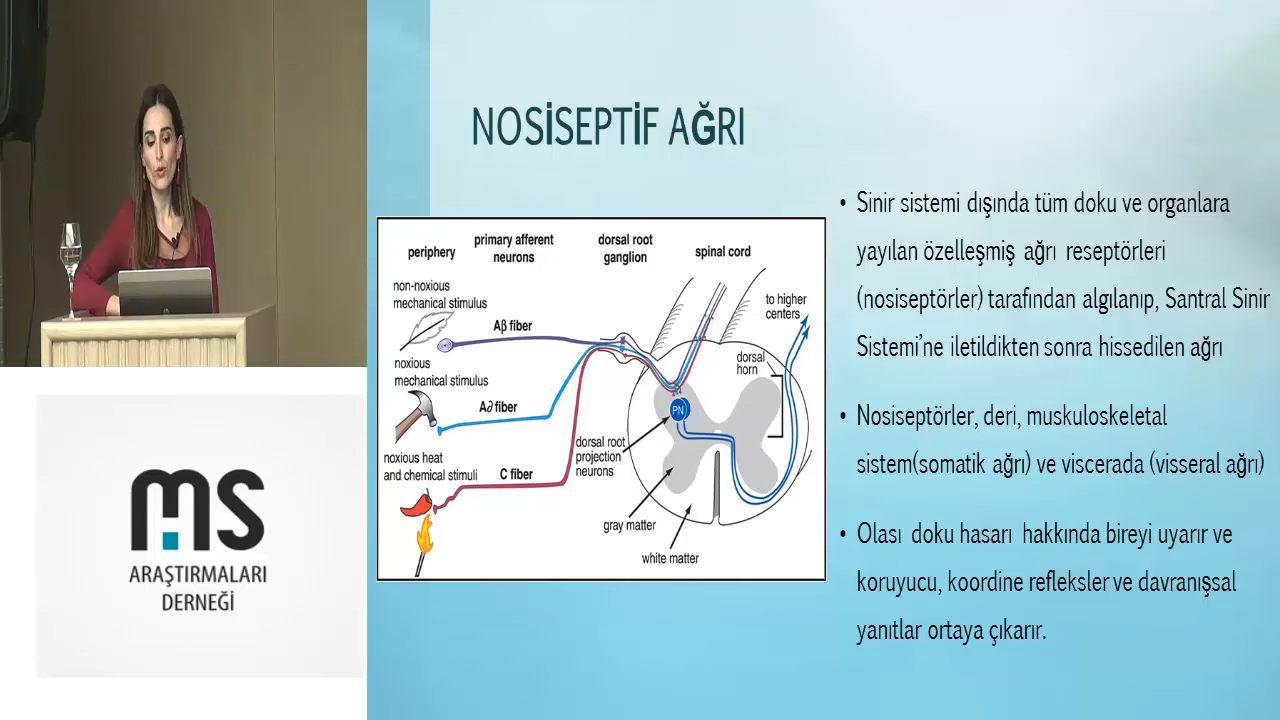 NOSİSEPTİF AĞRI
periphery
primary afferent
neurons
dorsal root
ganglion
spinal cord
non-noxious
mechanical stimulus
Aβ fiber
noxious
mechanical stimulus
A∂ fiber
noxious heat
and chemical stimuli
C fiber
dorsal root
projection
neurons
PN
to higher
centers
dorsal
horn
gray matter
white matter
• Sinir sistemi dışında tüm doku ve organlara
yayılan özelleşmiş ağrı reseptörleri
(nosiseptörler) tarafından algılanıp, Santral Sinir
Sistemi’ne iletildikten sonra hissedilen ağrı
• Nosiseptörler, deri, muskuloskeletal
sistem(somatik ağrı) ve viscerada (visseral ağrı)
• Olası doku hasarı hakkında bireyi uyarır ve
koruyucu, koordine refleksler ve davranışsal
yanıtlar ortaya çıkarır.
MS
ARAŞTIRMALARI
DERNEĞİ